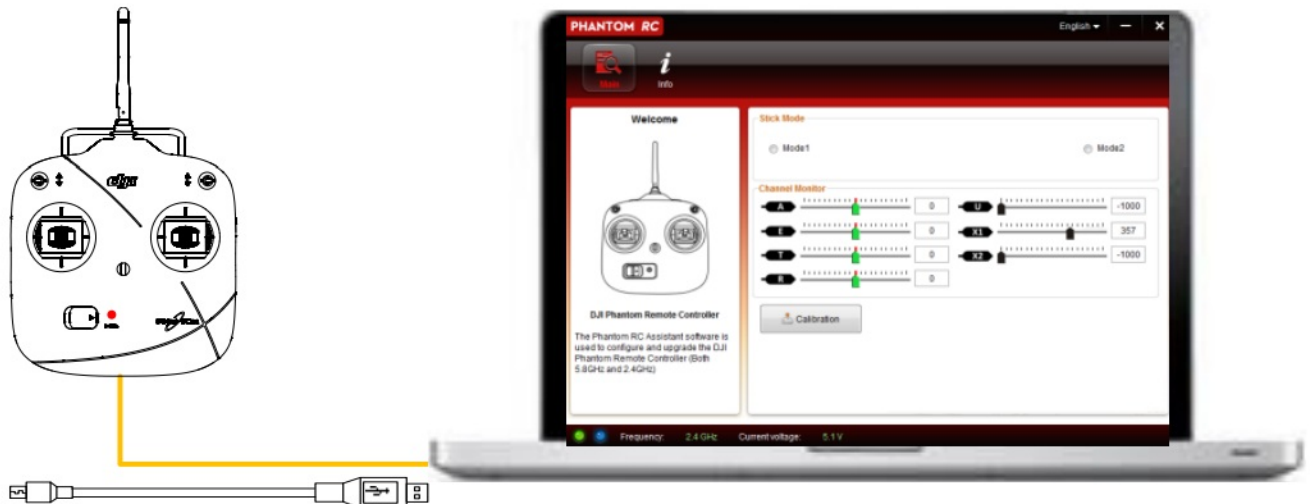 PHANTOM RC
English
Main
Info
Welcome
DJI Phantom Remote Controller
The Phantom RC Assistant software is
used to configure and upgrade the DJI
Phantom Remote Controller (Both
5.8GHz and 2.4GHz)
Stick Mode
Mode1
Mode2
Channel Monitor
A 0 U -1000
E 0 X1 357
T 0 X2 -1000
R 0
Calibration
Frequency: 2.4 GHz Current voltage: 5.1 V
dji